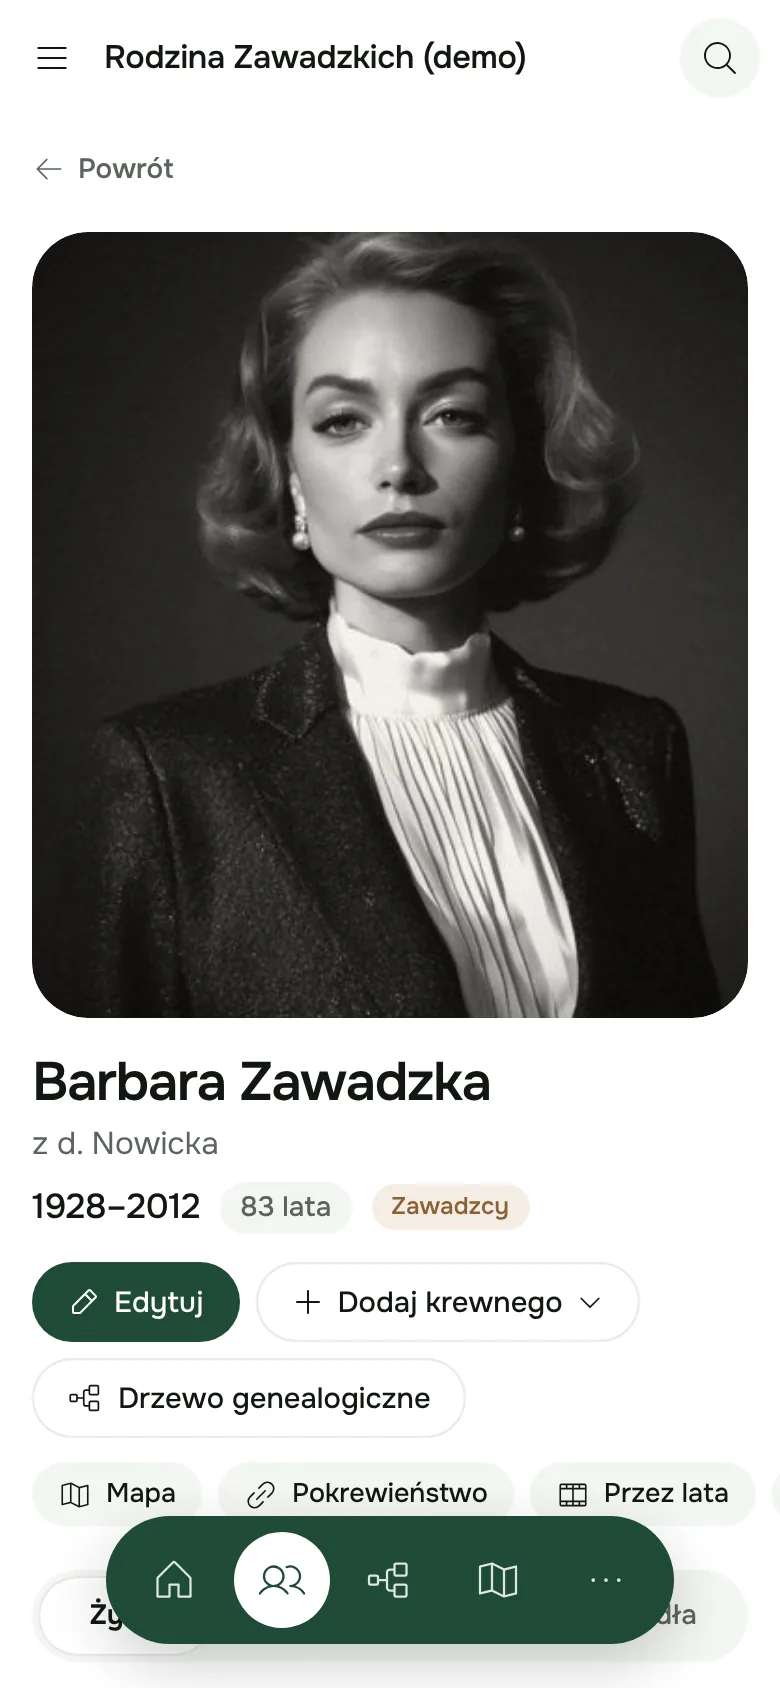 Rodzina Zawadzkich (demo)
Powrót
Barbara Zawadzka
z d. Nowicka
1928–2012 83 lata Zawadzcy
Edytuj Dodaj krewnego
Drzewo genealogiczne
Mapa Pokrewieństwo Przez lata